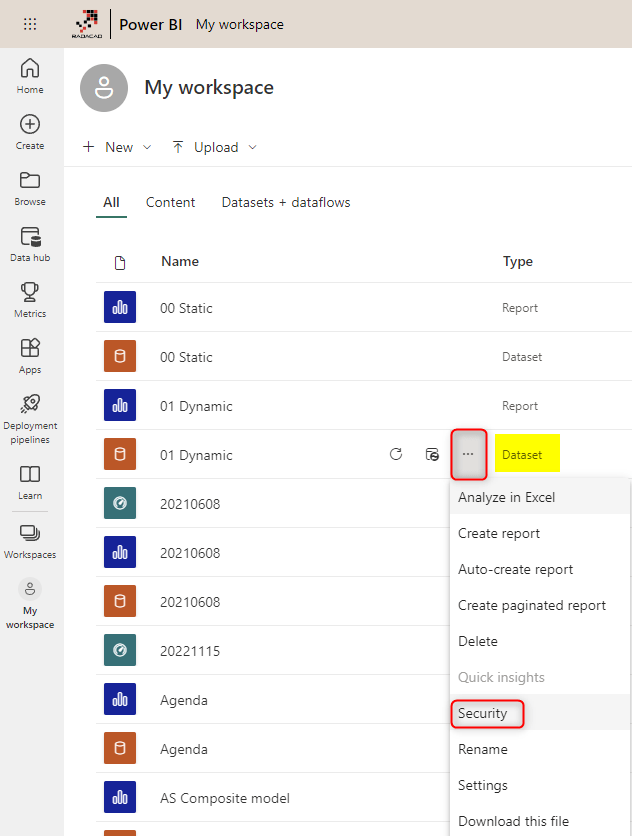 RADACAD
Power BI My workspace
Home
Create
Browse
Data hub
Metrics
Apps
Deployment
pipelines
Learn
Workspaces
My
workspace
My workspace
New Upload
All Content Datasets + dataflows
Name Type
00 Static Report
00 Static Dataset
01 Dynamic Report
01 Dynamic ... Dataset
20210608
20210608
20210608
20221115
Agenda
Agenda
AS Composite model
Analyze in Excel
Create report
Auto-create report
Create paginated report
Delete
Quick insights
Security
Rename
Settings
Download this file